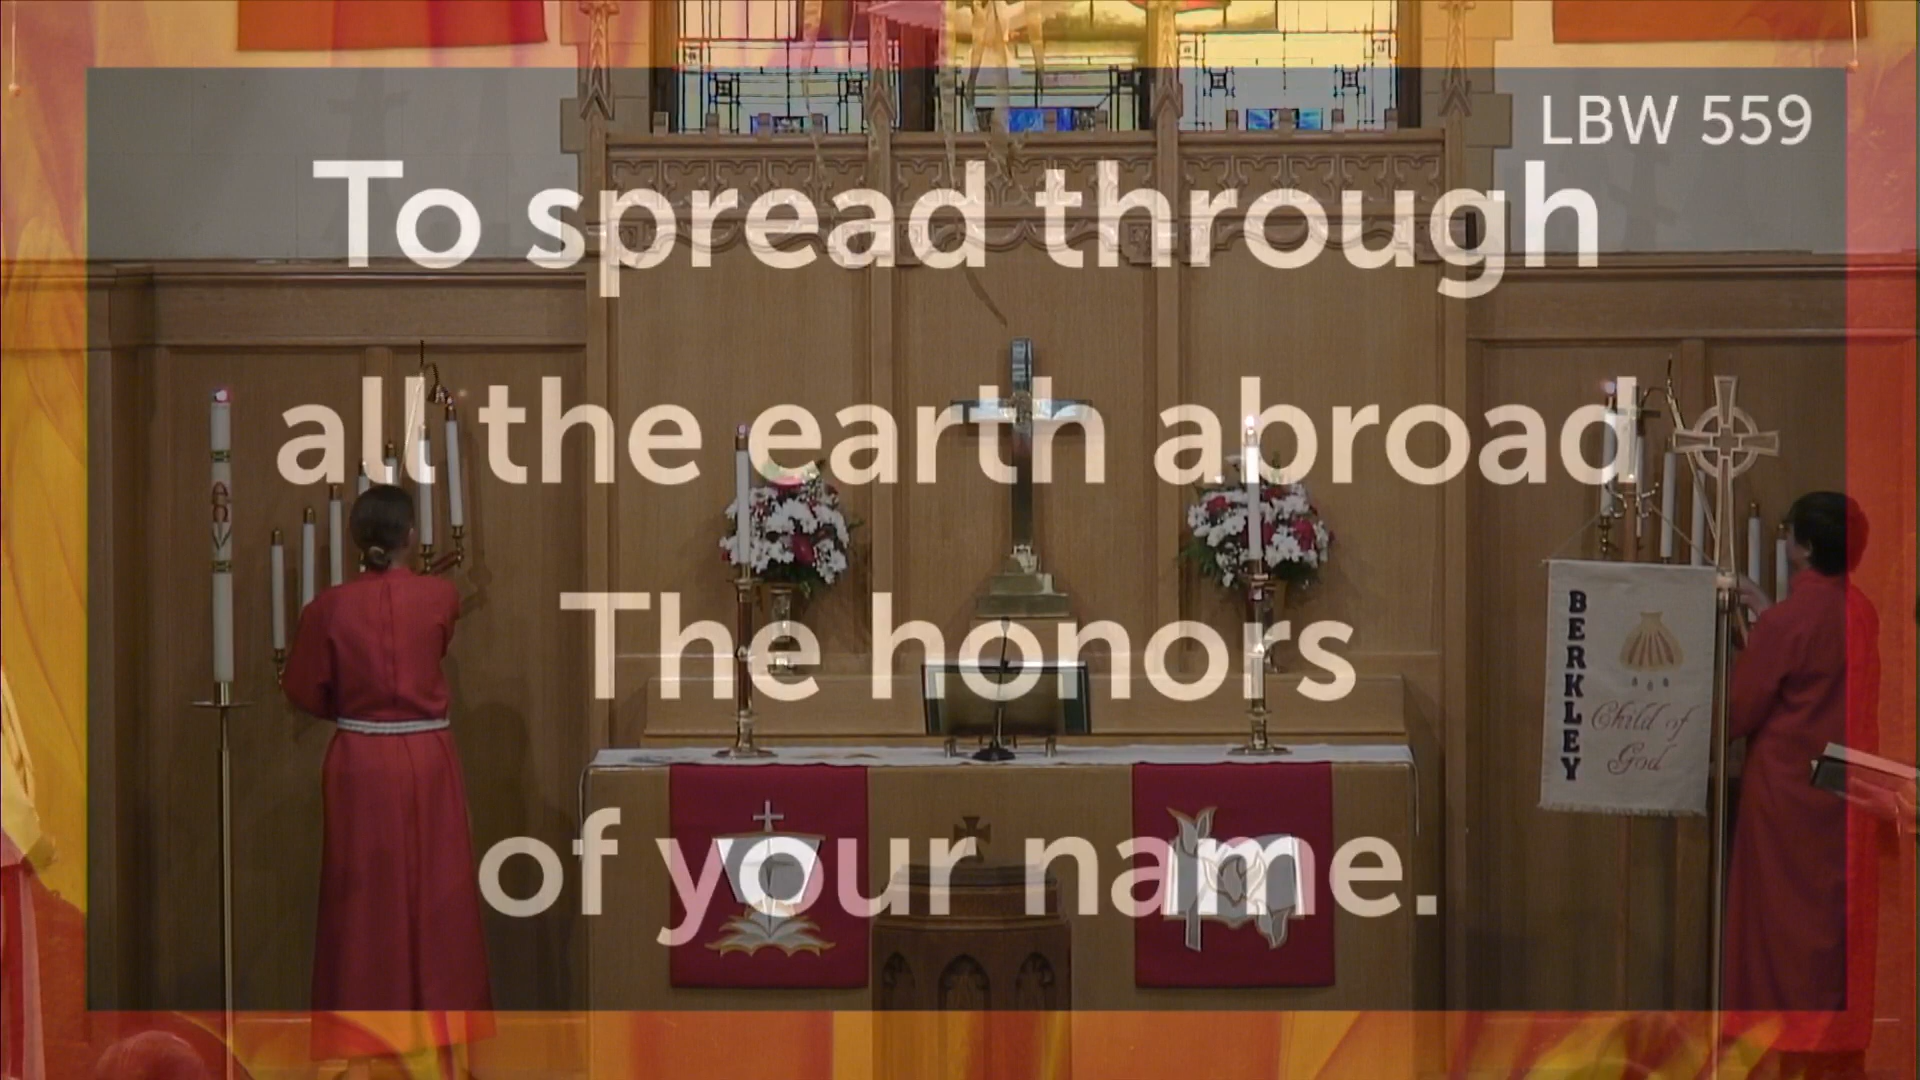 LBW 559
To spread through
all the earth abroad
The honors
of your name.
BERKLEY
Child of
God